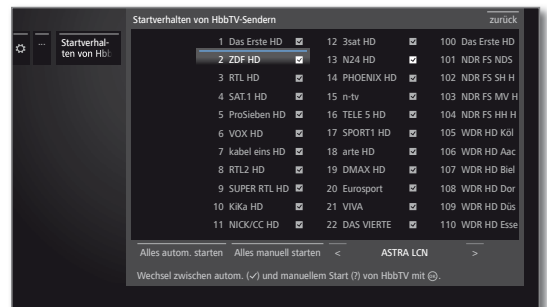 Startverhalten von HbbTV-Sendern zurück
... Startverhal-
ten von Hbb
1 Das Erste HD 12 3sat HD 100 Das Erste HD
2 ZDF HD 13 N24 HD 101 NDR FS NDS
3 RTL HD 14 PHOENIX HD 102 NDR FS SH H
4 SAT.1 HD 15 n-tv 103 NDR FS MV H
5 ProSieben HD 16 TELE 5 HD 104 NDR FS HH H
6 VOX HD 17 SPORT1 HD 105 WDR HD Köl
7 kabel eins HD 18 arte HD 106 WDR HD Aac
8 RTL2 HD 19 DMAX HD 107 WDR HD Biel
9 SUPER RTL HD 20 Eurosport 108 WDR HD Dor
10 KiKa HD 21 VIVA 109 WDR HD Düs
11 NICK/CC HD 22 DAS VIERTE 110 WDR HD Esse
Alles autom. starten Alles manuell starten < ASTRA LCN >
Wechsel zwischen autom. (✓) und manuellem Start (?) von HbbTV mit OK.